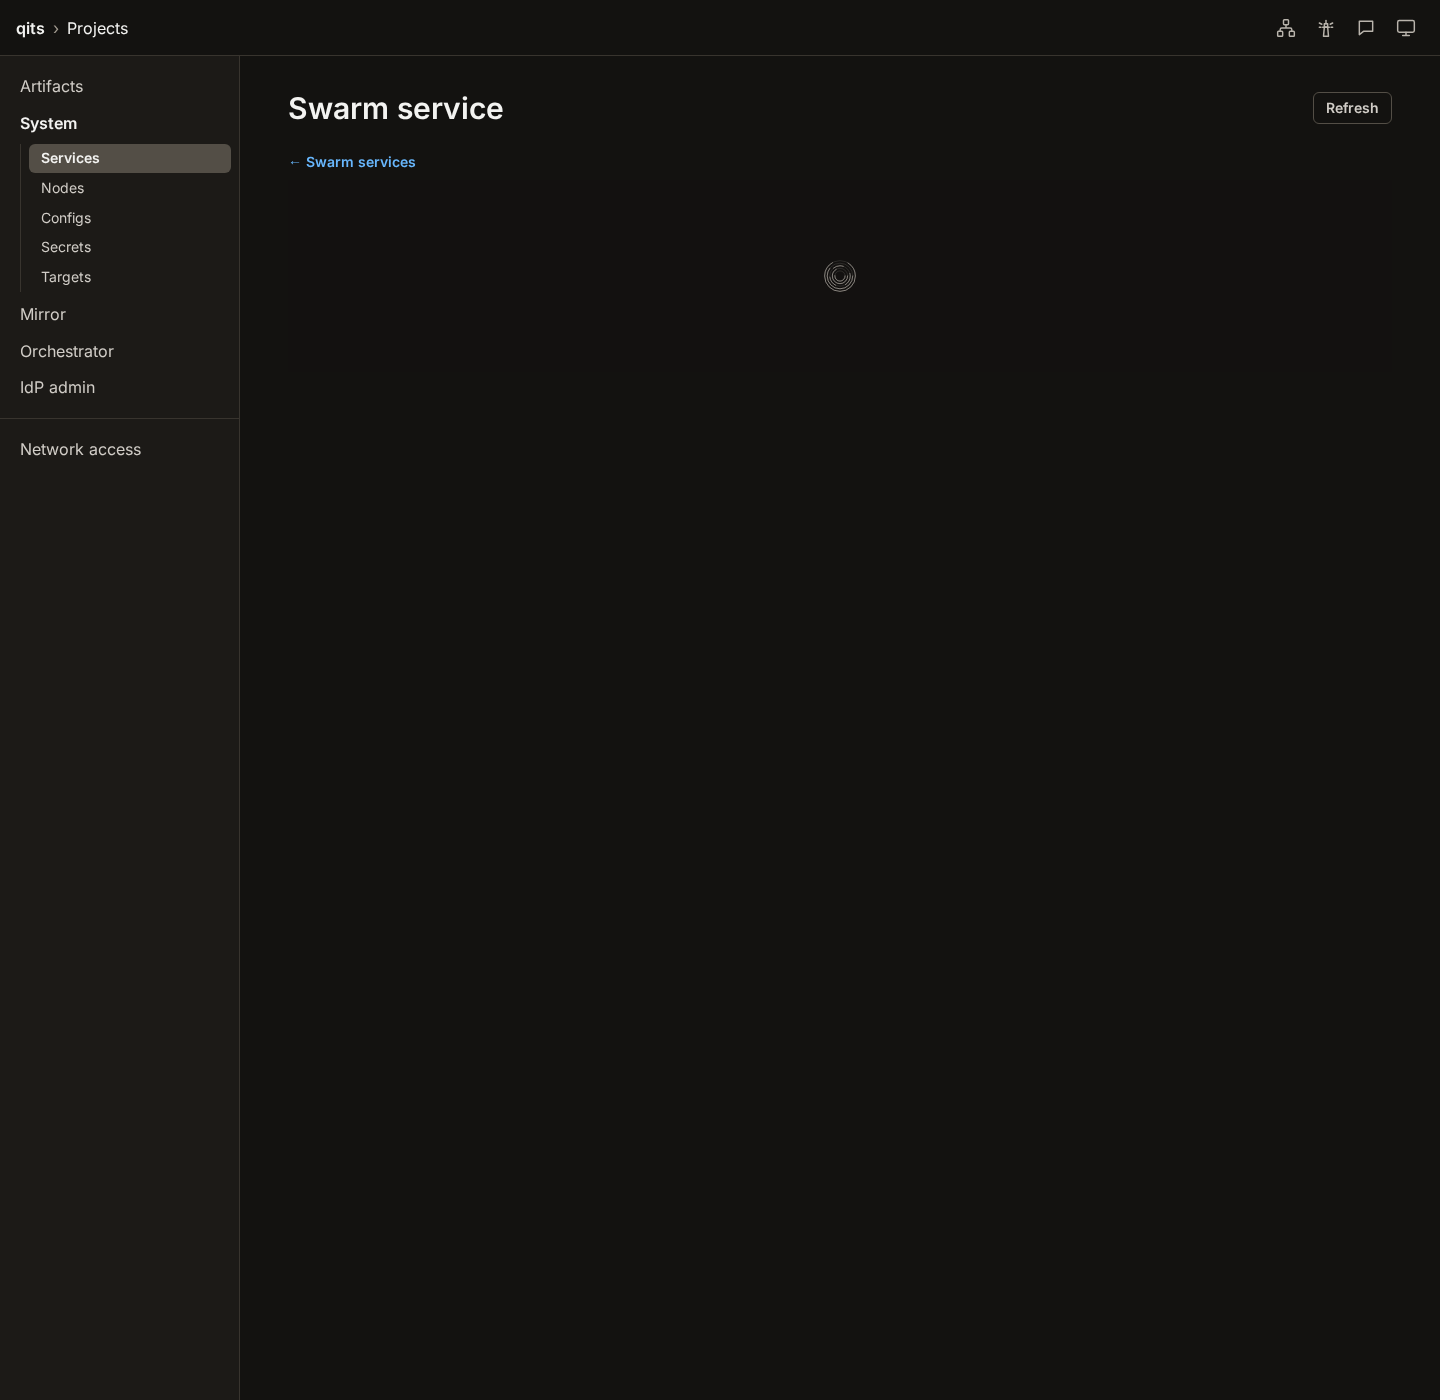 qits › Projects
Artifacts
System
Services
Nodes
Configs
Secrets
Targets
Mirror
Orchestrator
IdP admin
Network access
Swarm service
Refresh
← Swarm services